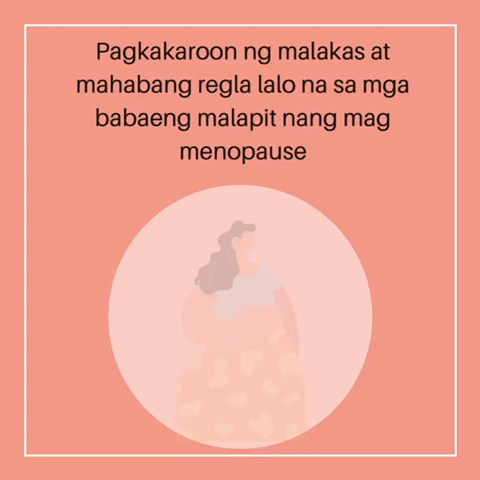 Pagkakaroon ng malakas at
mahabang regla lalo na sa mga
babaeng malapit nang mag
menopause